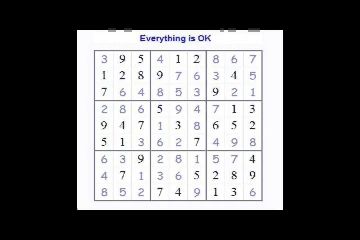 Everything is OK
3 9 5 4 1 2 8 6 7
1 2 8 9 7 6 3 4 5
7 6 4 8 5 3 9 2 1
2 8 6 5 9 4 7 1 3
9 4 7 1 3 8 6 5 2
5 1 3 6 2 7 4 9 8
6 3 9 2 8 1 5 7 4
4 7 1 3 6 5 2 8 9
8 5 2 7 4 9 1 3 6